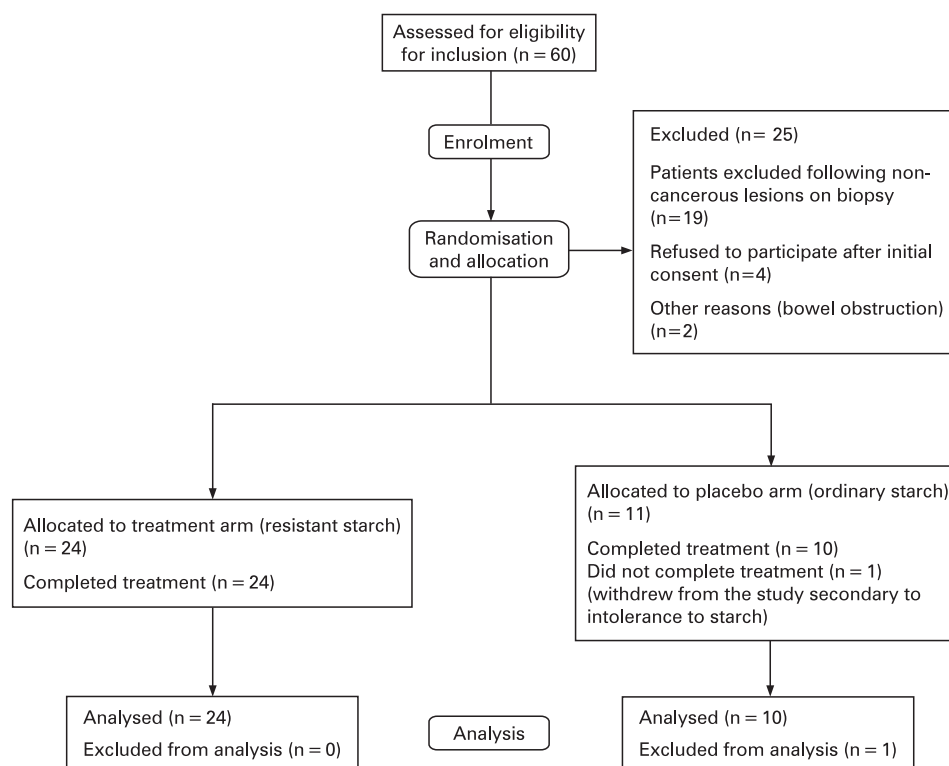 Assessed for eligibility
for inclusion (n = 60)
Enrolment
Excluded (n= 25)
Patients excluded following non-
cancerous lesions on biopsy
(n=19)
Refused to participate after initial
consent (n=4)
Other reasons (bowel obstruction)
(n=2)
Randomisation
and allocation
Allocated to treatment arm (resistant starch)
(n = 24)
Completed treatment (n = 24)
Allocated to placebo arm (ordinary starch)
(n = 11)
Completed treatment (n = 10)
Did not complete treatment (n = 1)
(withdrew from the study secondary to
intolerance to starch)
Analysed (n = 24)
Excluded from analysis (n = 0)
Analysis
Analysed (n = 10)
Excluded from analysis (n = 1)